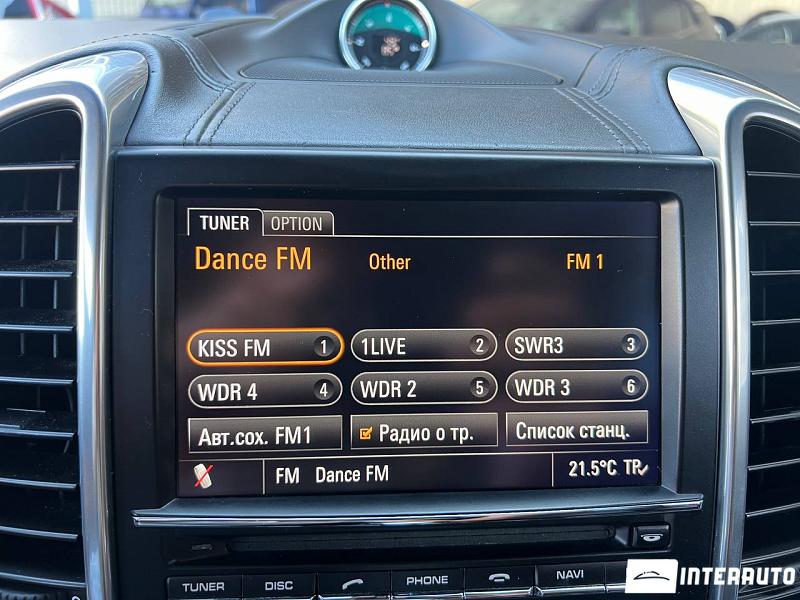 TUNER OPTION
Dance FM Other FM 1
KISS FM 1 1LIVE 2 SWR3 3
WDR 4 4 WDR 2 5 WDR 3 6
Авт.сох. FM1 Радио о тр. Список станц.
FM Dance FM 21.5°C TP
TUNER DISC PHONE NAVI
INTERAUTO